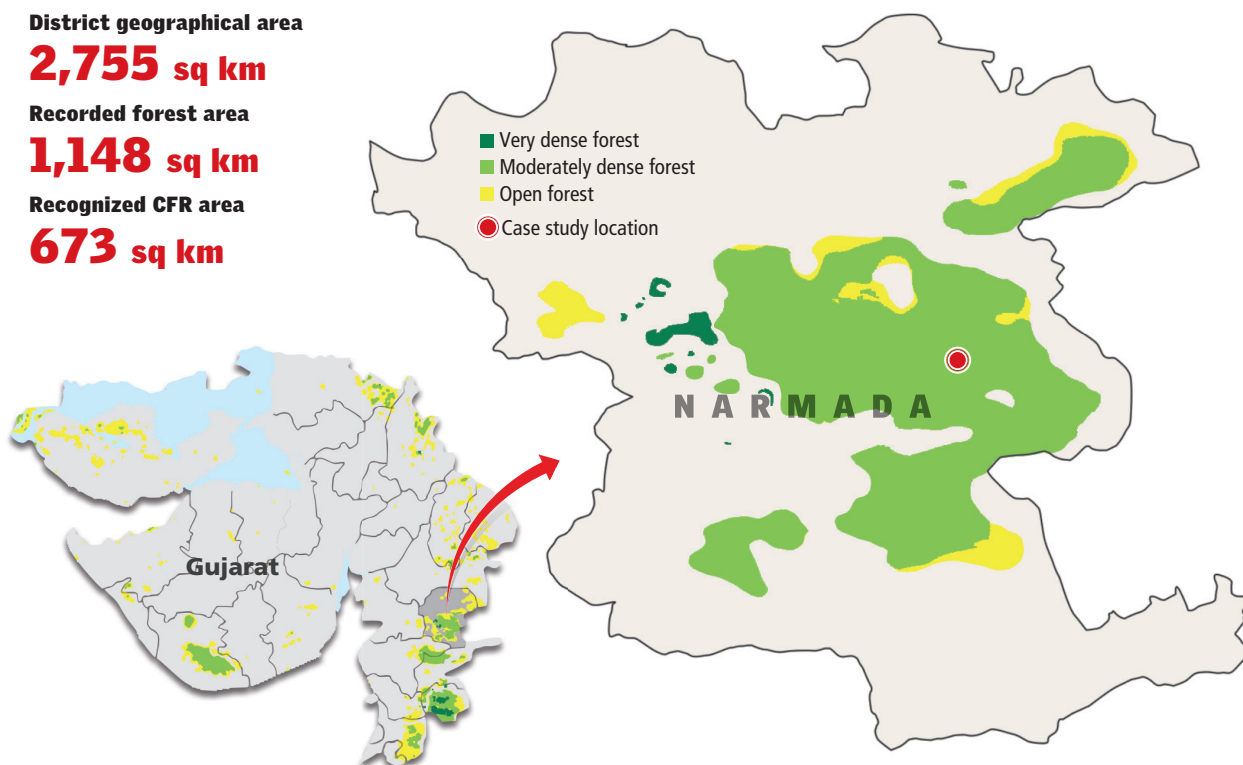 District geographical area
2,755 sq km
Recorded forest area
1,148 sq km
Recognized CFR area
673 sq km
Very dense forest
Moderately dense forest
Open forest
Case study location
NARMADA
Gujarat